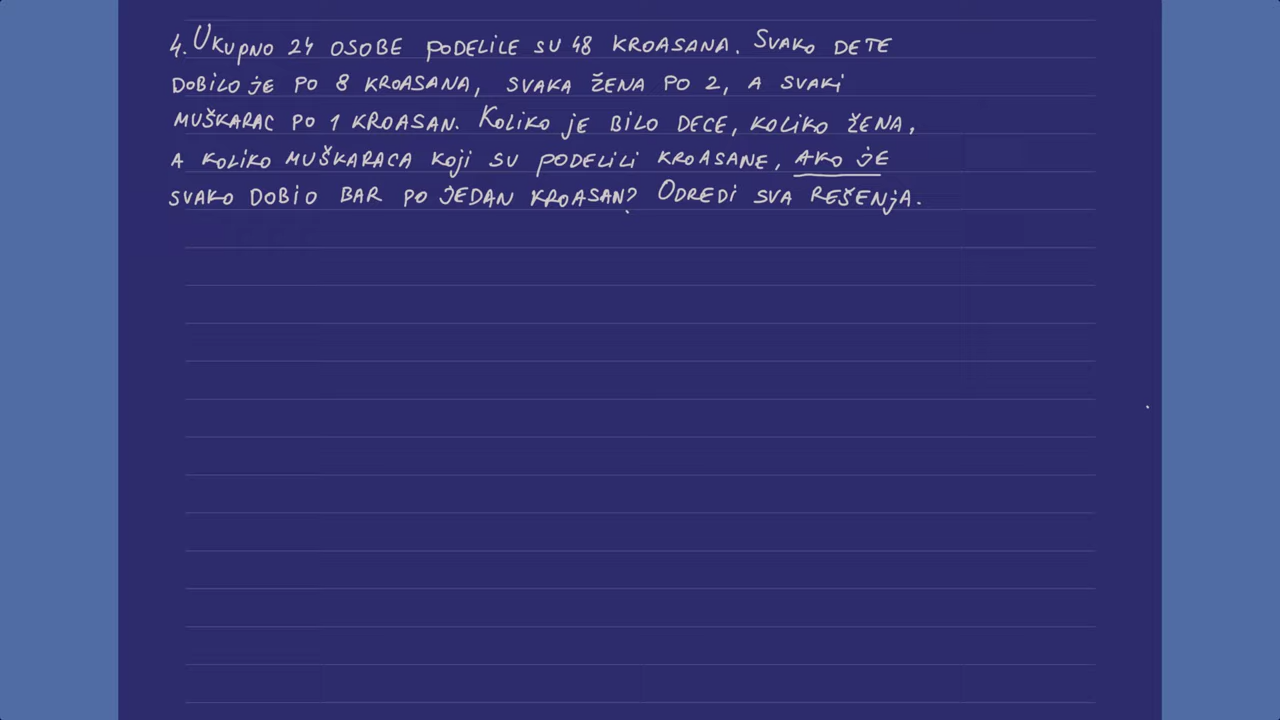 4. Ukupno 24 osobe podelile su 48 kroasana. Svako dete
dobilo je po 8 kroasana, svaka žena po 2, a svaki
muškarac po 1 kroasan. Koliko je bilo dece, koliko žena,
a koliko muškaraca koji su podelili kroasane, ako je
svako dobio bar po jedan kroasan? Odredi sva rešenja.